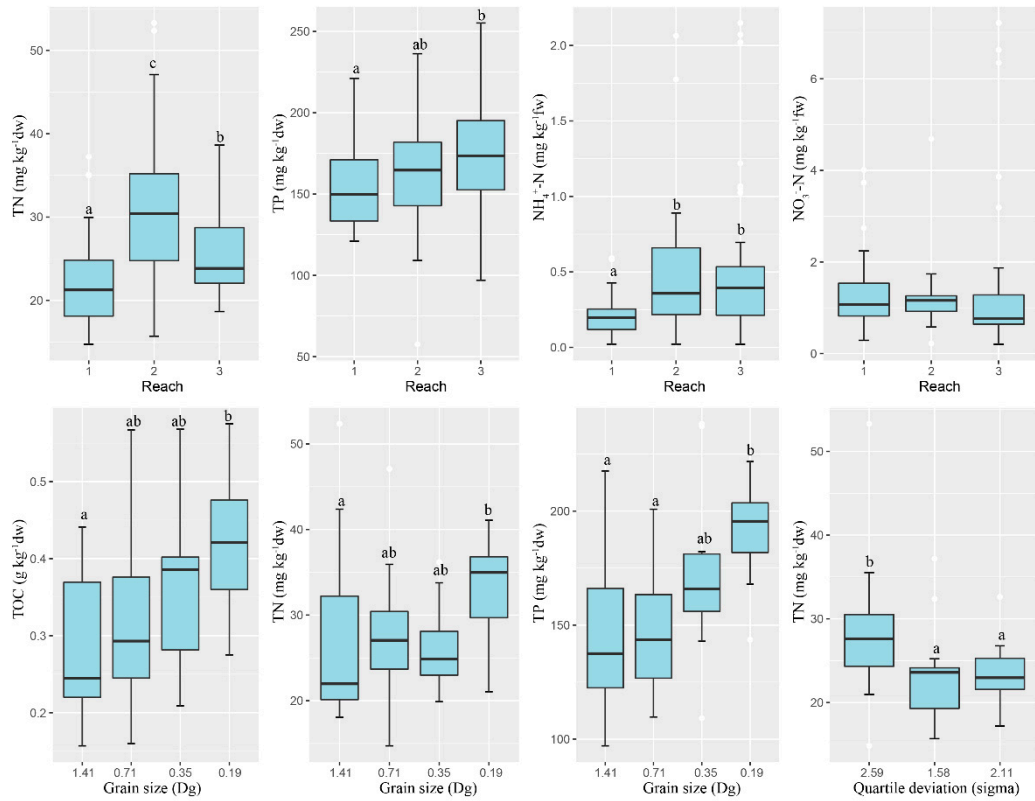 TN (mg kg⁻¹dw)
50
40
30
20
a
c
b
1
2
3
Reach
TP (mg kg⁻¹dw)
250
200
150
100
50
a
ab
b
1
2
3
Reach
NH₄⁺-N (mg kg⁻¹fw)
2.0
1.5
1.0
0.5
0.0
a
b
b
1
2
3
Reach
NO₃⁻-N (mg kg⁻¹fw)
6
4
2
0
1
2
3
Reach
TOC (g kg⁻¹dw)
0.5
0.4
0.3
0.2
a
ab
ab
b
1.41
0.71
0.35
0.19
Grain size (Dg)
TN (mg kg⁻¹dw)
50
40
30
20
a
ab
ab
b
1.41
0.71
0.35
0.19
Grain size (Dg)
TP (mg kg⁻¹dw)
200
150
100
a
a
ab
b
1.41
0.71
0.35
0.19
Grain size (Dg)
TN (mg kg⁻¹dw)
50
40
30
20
b
a
a
2.59
1.58
2.11
Quartile deviation (sigma)